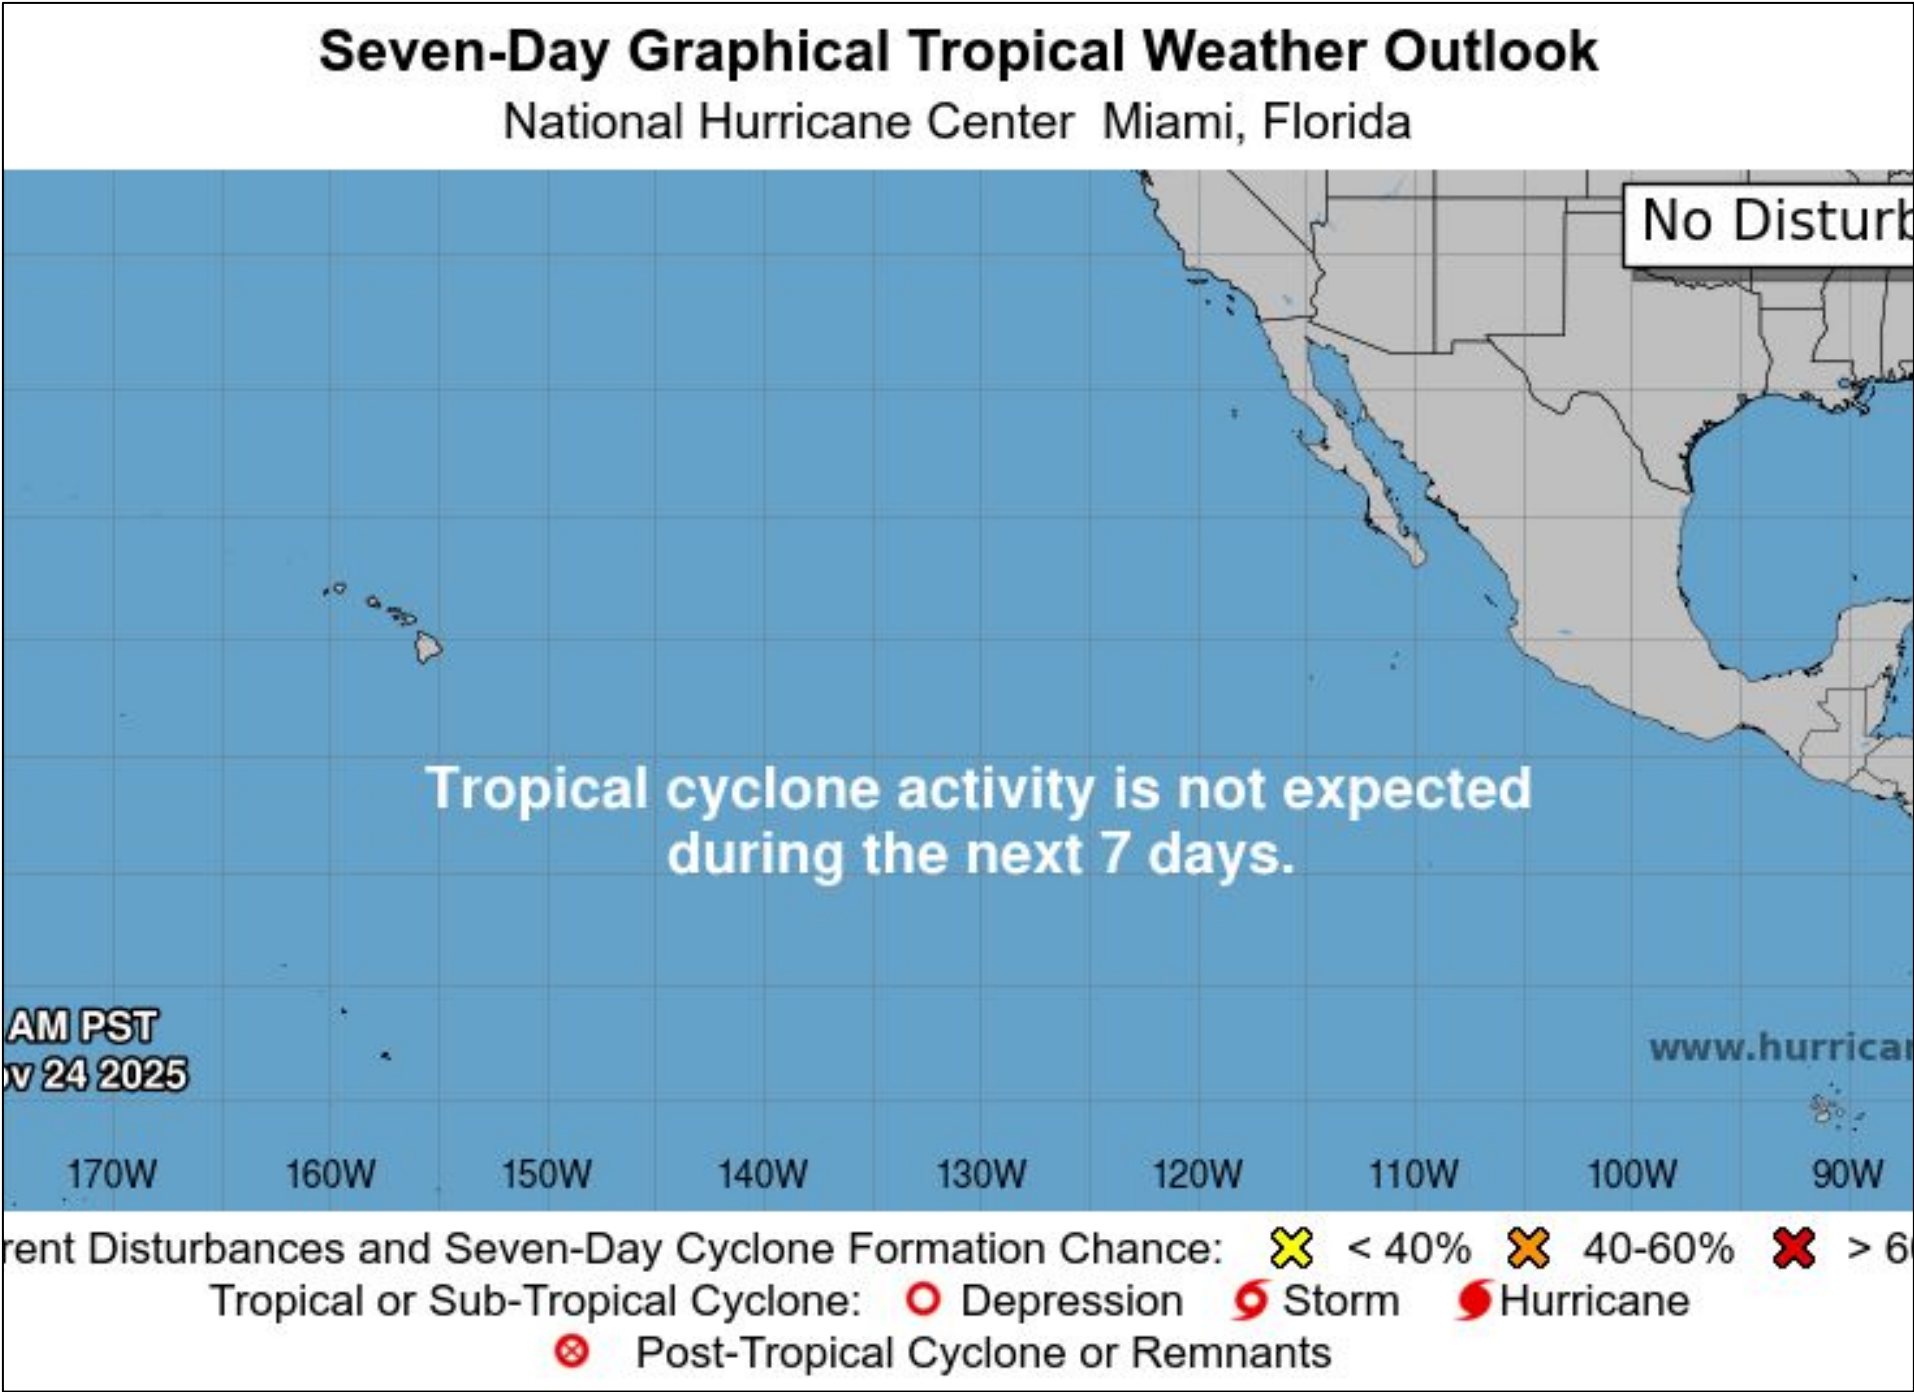 Seven-Day Graphical Tropical Weather Outlook
National Hurricane Center Miami, Florida
No Disturb
Tropical cyclone activity is not expected
during the next 7 days.
AM PST
ov 24 2025
www.hurrica
170W 160W 150W 140W 130W 120W 110W 100W 90W
rent Disturbances and Seven-Day Cyclone Formation Chance: < 40% 40-60% > 60
Tropical or Sub-Tropical Cyclone: Depression Storm Hurricane
Post-Tropical Cyclone or Remnants